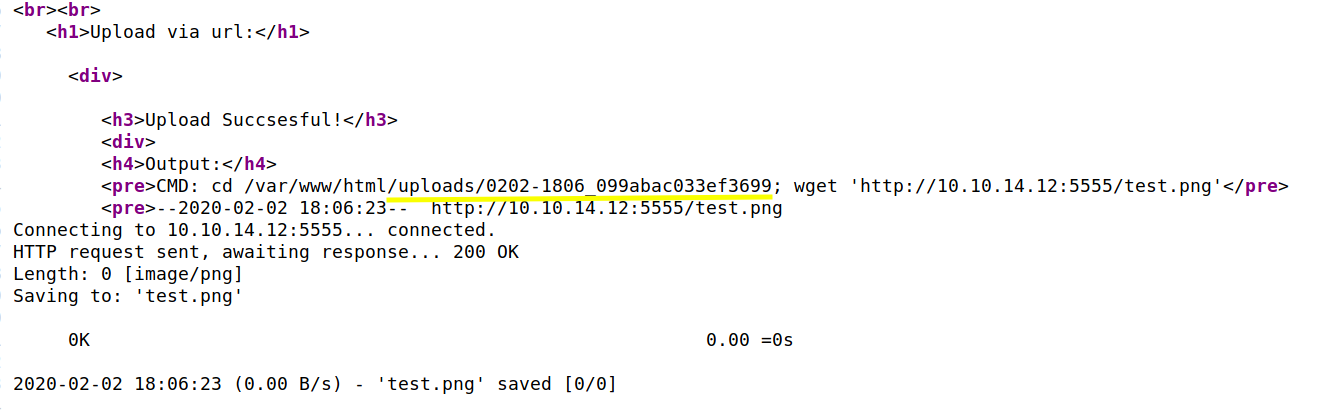 <br><br>
<h1>Upload via url:</h1>
<div>
<h3>Upload Succsesful!</h3>
<div>
<h4>Output:</h4>
<pre>CMD: cd /var/www/html/uploads/0202-1806_099abac033ef3699; wget 'http://10.10.14.12:5555/test.png'</pre>
<pre>--2020-02-02 18:06:23--  http://10.10.14.12:5555/test.png
Connecting to 10.10.14.12:5555... connected.
HTTP request sent, awaiting response... 200 OK
Length: 0 [image/png]
Saving to: 'test.png'
0K 0.00 =0s
2020-02-02 18:06:23 (0.00 B/s) - 'test.png' saved [0/0]